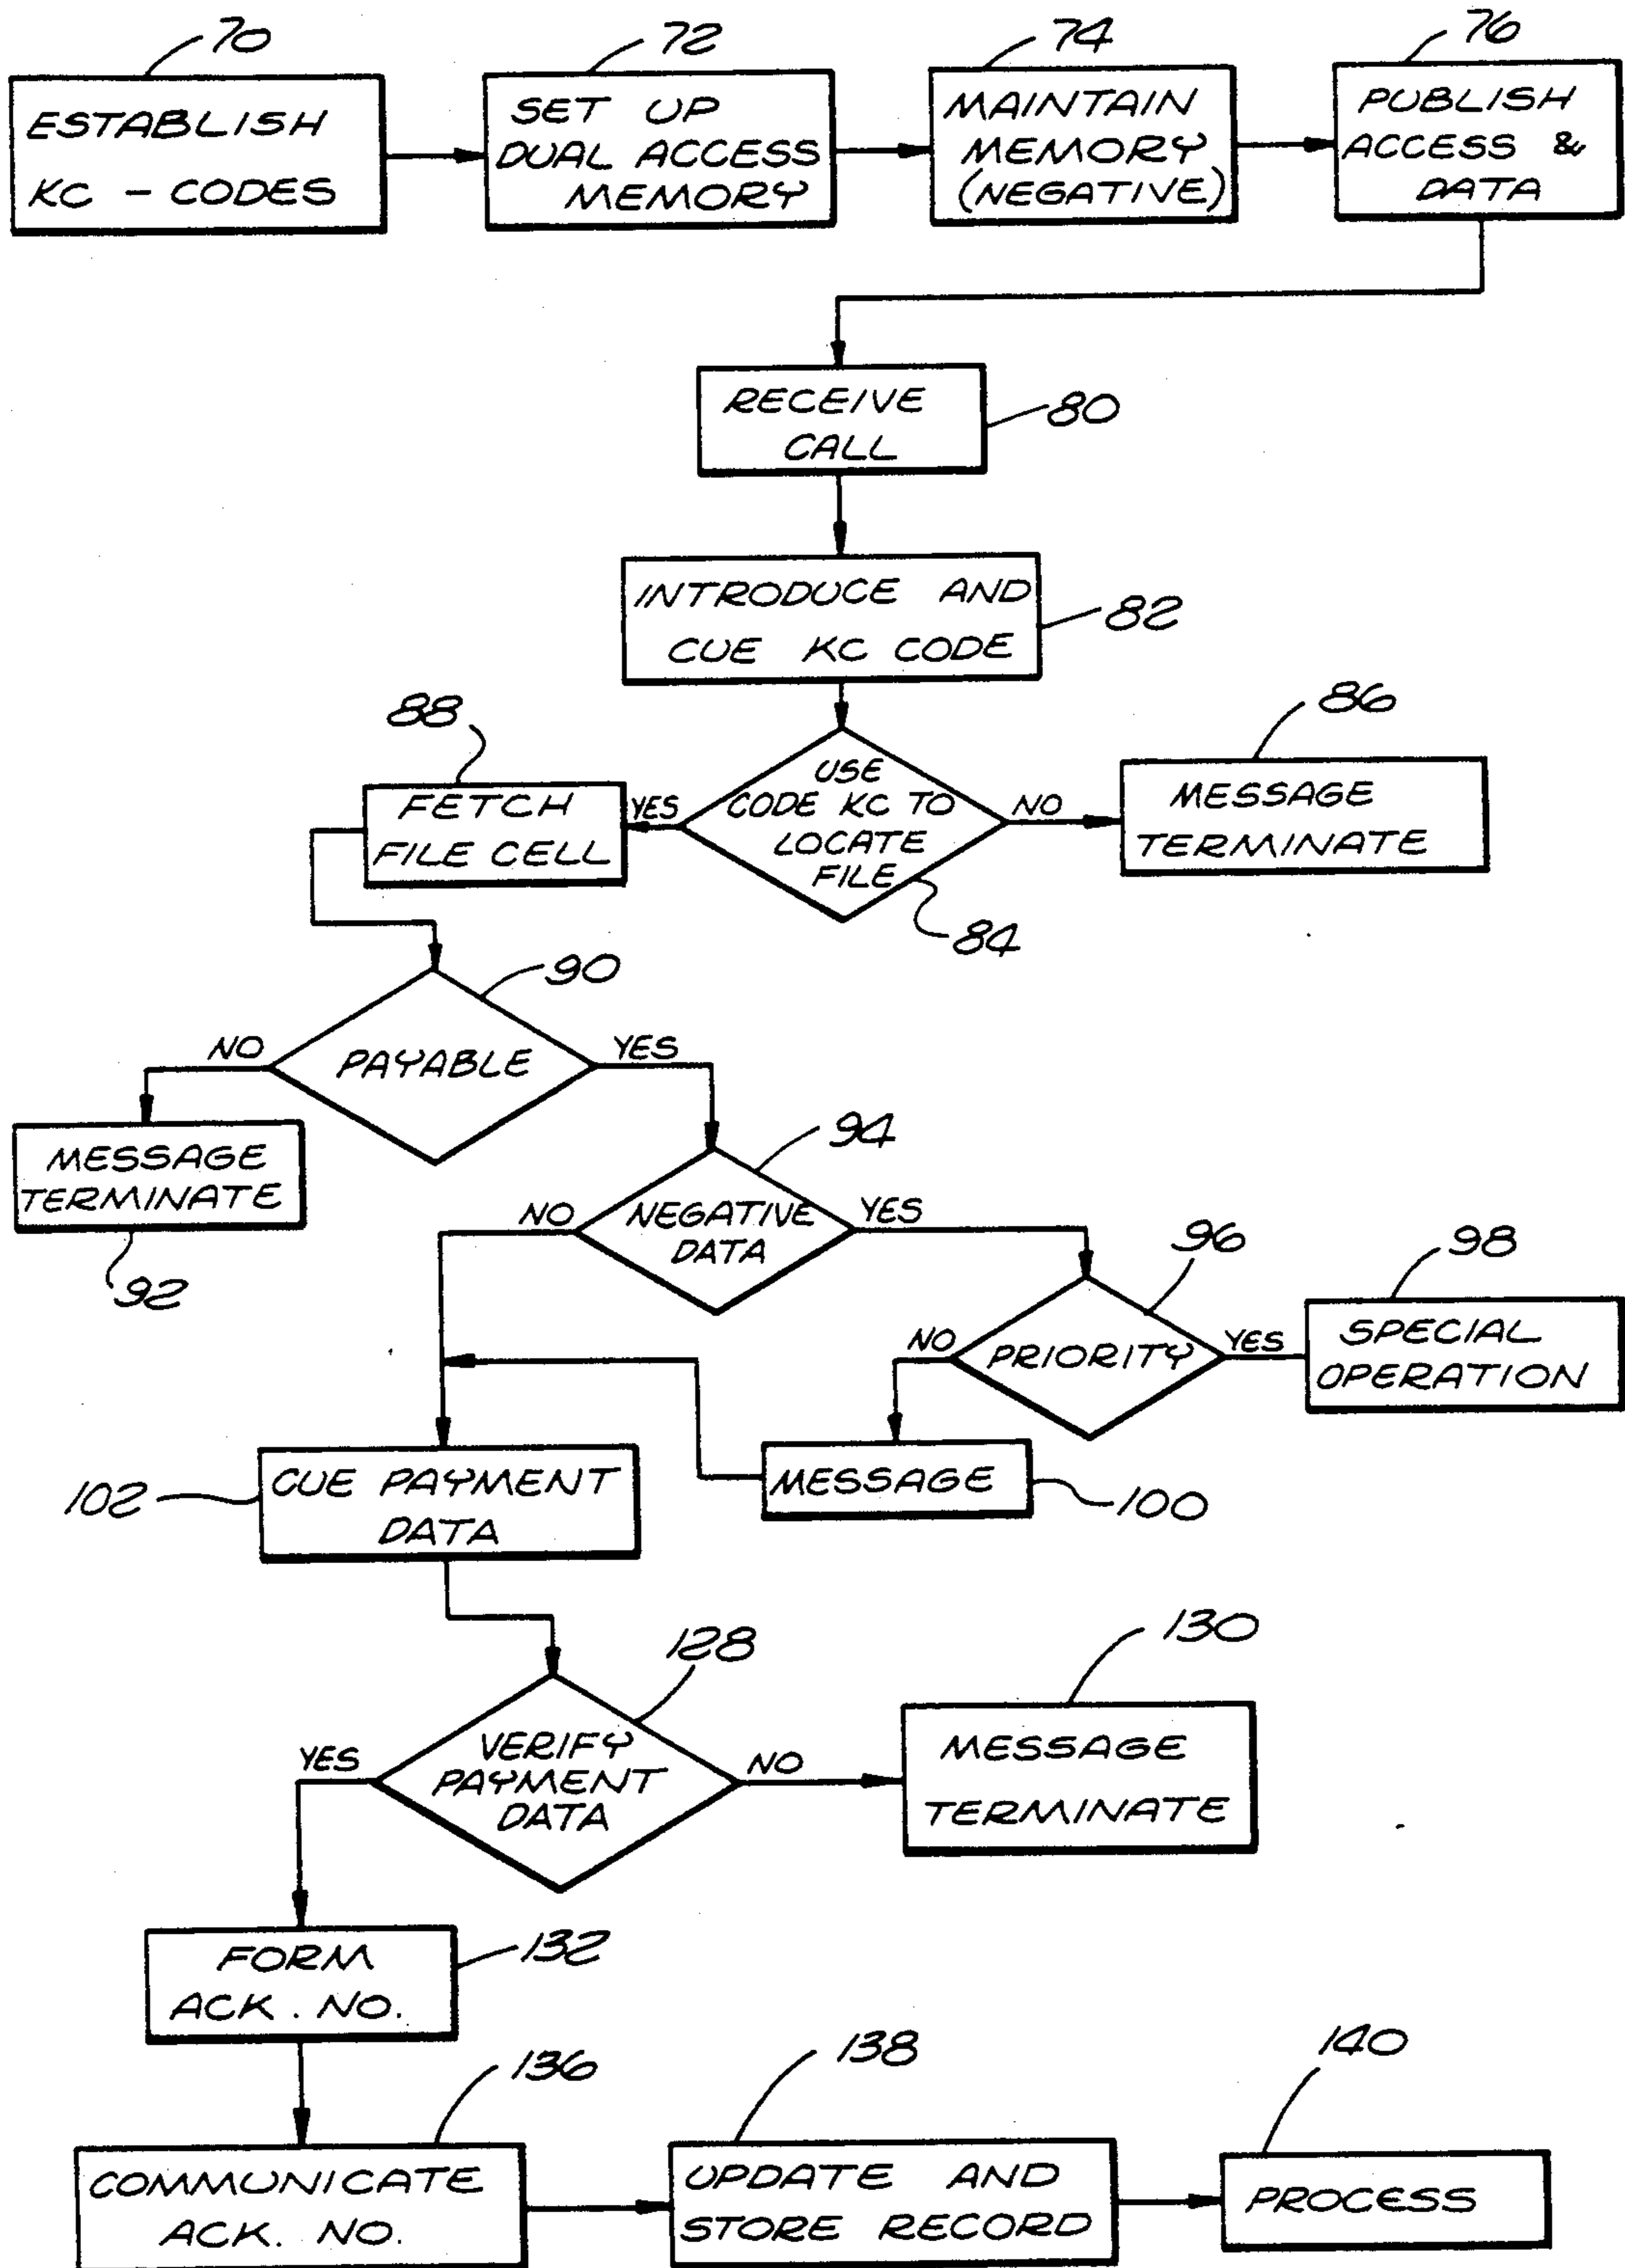 70
72
74
76
ESTABLISH
KC - CODES
SET UP
DUAL ACCESS
MEMORY
MAINTAIN
MEMORY
(NEGATIVE)
PUBLISH
ACCESS &
DATA
RECEIVE
CALL
80
INTRODUCE AND
CUE KC CODE
82
88
86
FETCH
FILE CELL
YES
USE
CODE KC TO
LOCATE
FILE
NO
MESSAGE
TERMINATE
84
90
NO
PAYABLE
YES
MESSAGE
TERMINATE
92
94
NO
NEGATIVE
DATA
YES
96
98
NO
PRIORITY
YES
SPECIAL
OPERATION
102
CUE PAYMENT
DATA
MESSAGE
100
128
130
YES
VERIFY
PAYMENT
DATA
NO
MESSAGE
TERMINATE
FORM
ACK. NO.
132
136
138
140
COMMUNICATE
ACK. NO.
UPDATE AND
STORE RECORD
PROCESS